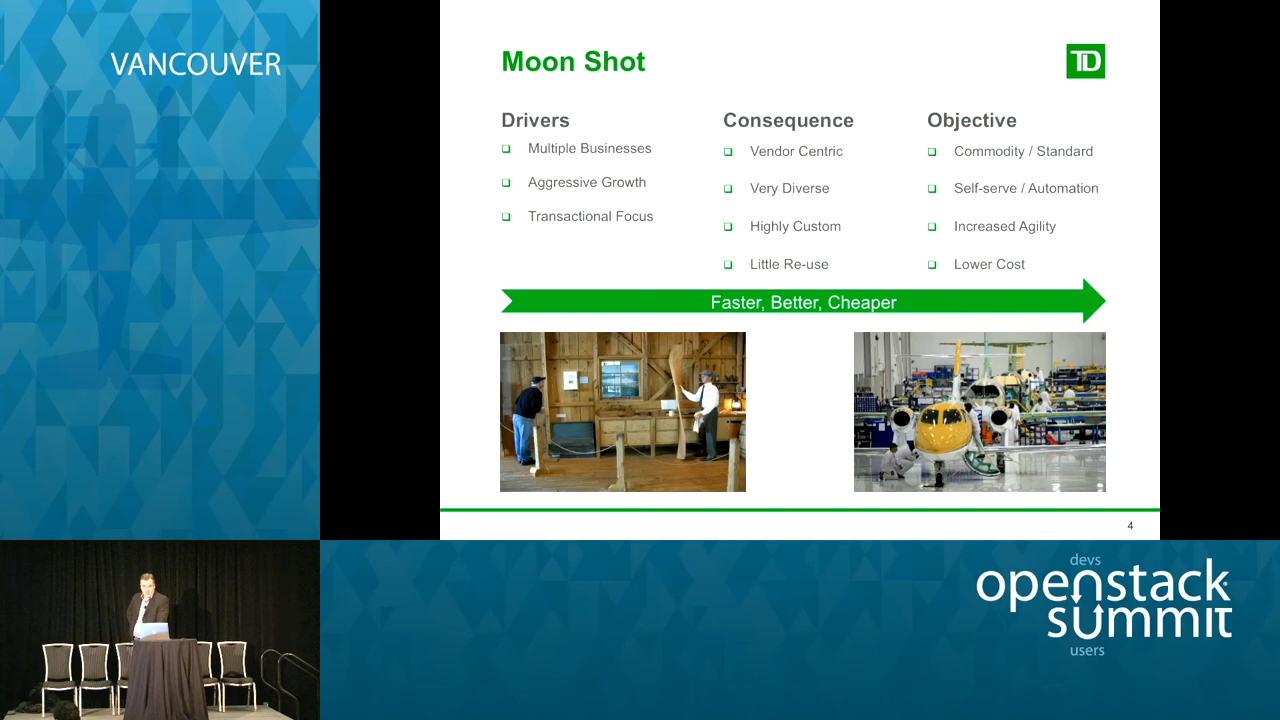 VANCOUVER
Moon Shot
TD
Drivers
Multiple Businesses
Aggressive Growth
Transactional Focus
Consequence
Vendor Centric
Very Diverse
Highly Custom
Little Re-use
Objective
Commodity / Standard
Self-serve / Automation
Increased Agility
Lower Cost
Faster, Better, Cheaper
4
devs
openstack
summit
users